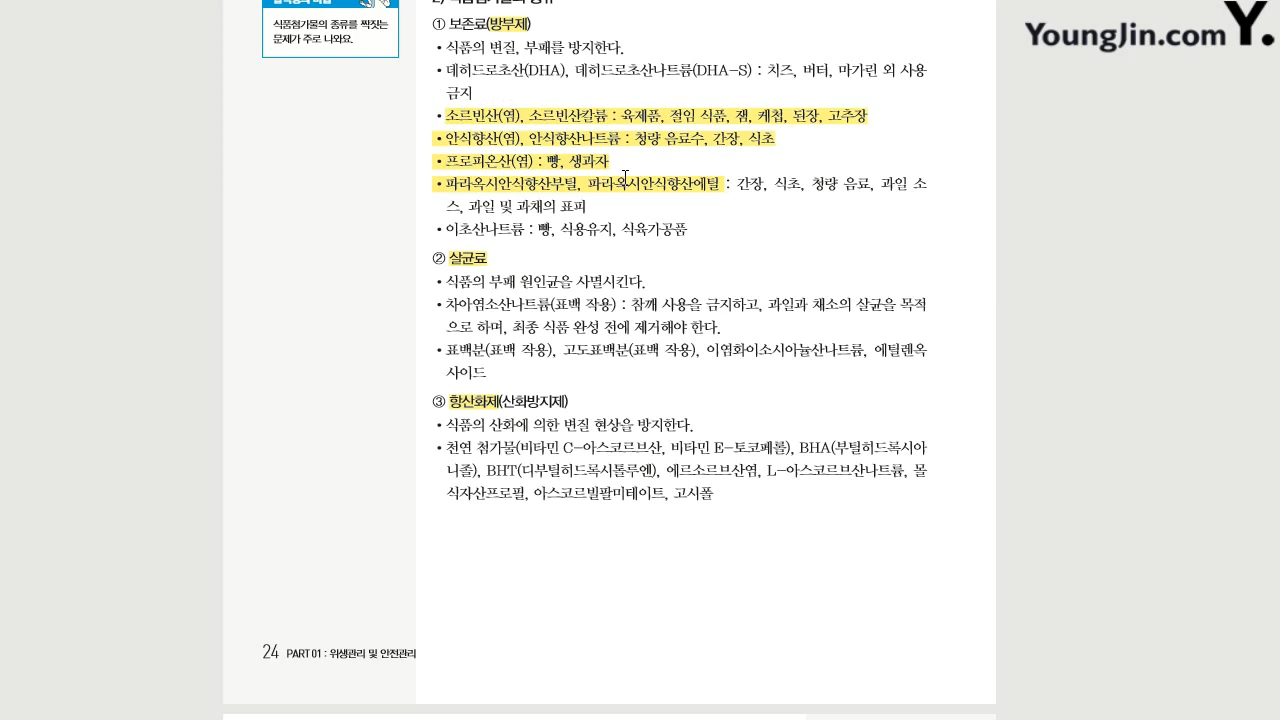 식품첨가물의 종류를 짝짓는
문제가 주로 나와요.
① 보존료(방부제)
• 식품의 변질, 부패를 방지한다.
• 데히드로초산(DHA), 데히드로초산나트륨(DHA-S) : 치즈, 버터, 마가린 외 사용
금지
• 소르빈산(염), 소르빈산칼륨 : 육제품, 절임 식품, 잼, 케첩, 된장, 고추장
• 안식향산(염), 안식향산나트륨 : 청량 음료수, 간장, 식초
• 프로피온산(염) : 빵, 생과자
• 파라옥시안식향산부틸, 파라옥시안식향산에틸 : 간장, 식초, 청량 음료, 과일 소
스, 과일 및 과채의 표피
• 이초산나트륨 : 빵, 식용유지, 식육가공품
② 살균료
• 식품의 부패 원인균을 사멸시킨다.
• 차아염소산나트륨(표백 작용) : 참깨 사용을 금지하고, 과일과 채소의 살균을 목적
으로 하며, 최종 식품 완성 전에 제거해야 한다.
• 표백분(표백 작용), 고도표백분(표백 작용), 이염화이소시아뉼산나트륨, 에틸렌옥
사이드
③ 항산화제(산화방지제)
• 식품의 산화에 의한 변질 현상을 방지한다.
• 천연 첨가물(비타민 C-아스코르브산, 비타민 E-토코페롤), BHA(부틸히드록시아
니졸), BHT(디부틸히드록시톨루엔), 에르소르브산염, L-아스코르브산나트륨, 몰
식자산프로필, 아스코르빌팔미테이트, 고시폴
24 PART 01 : 위생관리 및 안전관리
YoungJin.com Y.